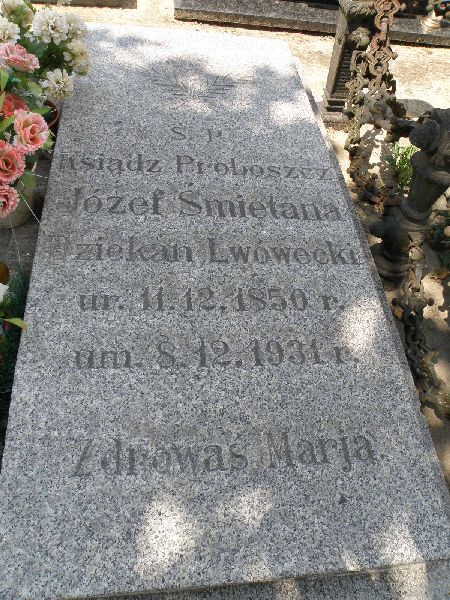 Ś. P.
Ksiądz Proboszcz
Józef Śmietana
Dziekan Lwówecki
ur. 11.12.1850 r.
um. 8.12.1931 r.
Zdrowaś Marja.